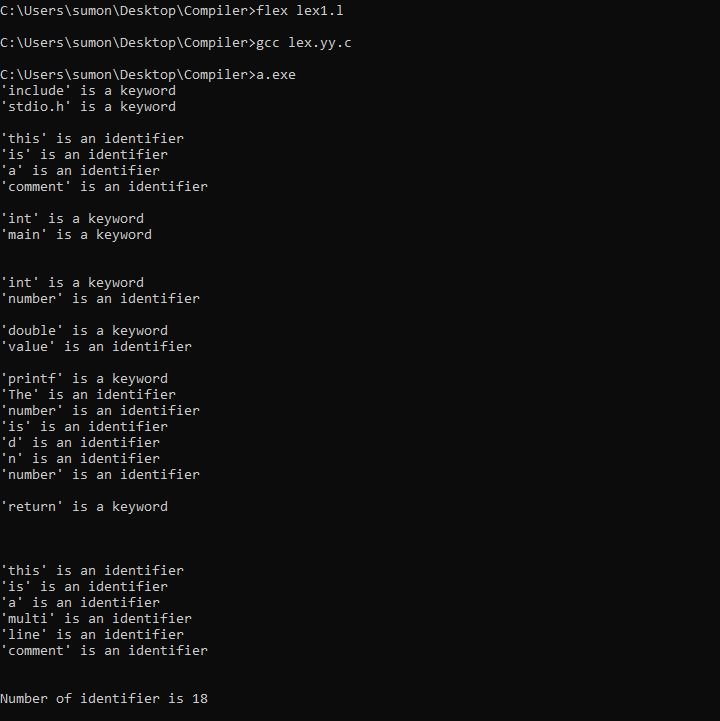 C:\Users\sumon\Desktop\Compiler>flex lex1.l
C:\Users\sumon\Desktop\Compiler>gcc lex.yy.c
C:\Users\sumon\Desktop\Compiler>a.exe
'include' is a keyword
'stdio.h' is a keyword
'this' is an identifier
'is' is an identifier
'a' is an identifier
'comment' is an identifier
'int' is a keyword
'main' is a keyword
'int' is a keyword
'number' is an identifier
'double' is a keyword
'value' is an identifier
'printf' is a keyword
'The' is an identifier
'number' is an identifier
'is' is an identifier
'd' is an identifier
'n' is an identifier
'number' is an identifier
'return' is a keyword
'this' is an identifier
'is' is an identifier
'a' is an identifier
'multi' is an identifier
'line' is an identifier
'comment' is an identifier
Number of identifier is 18